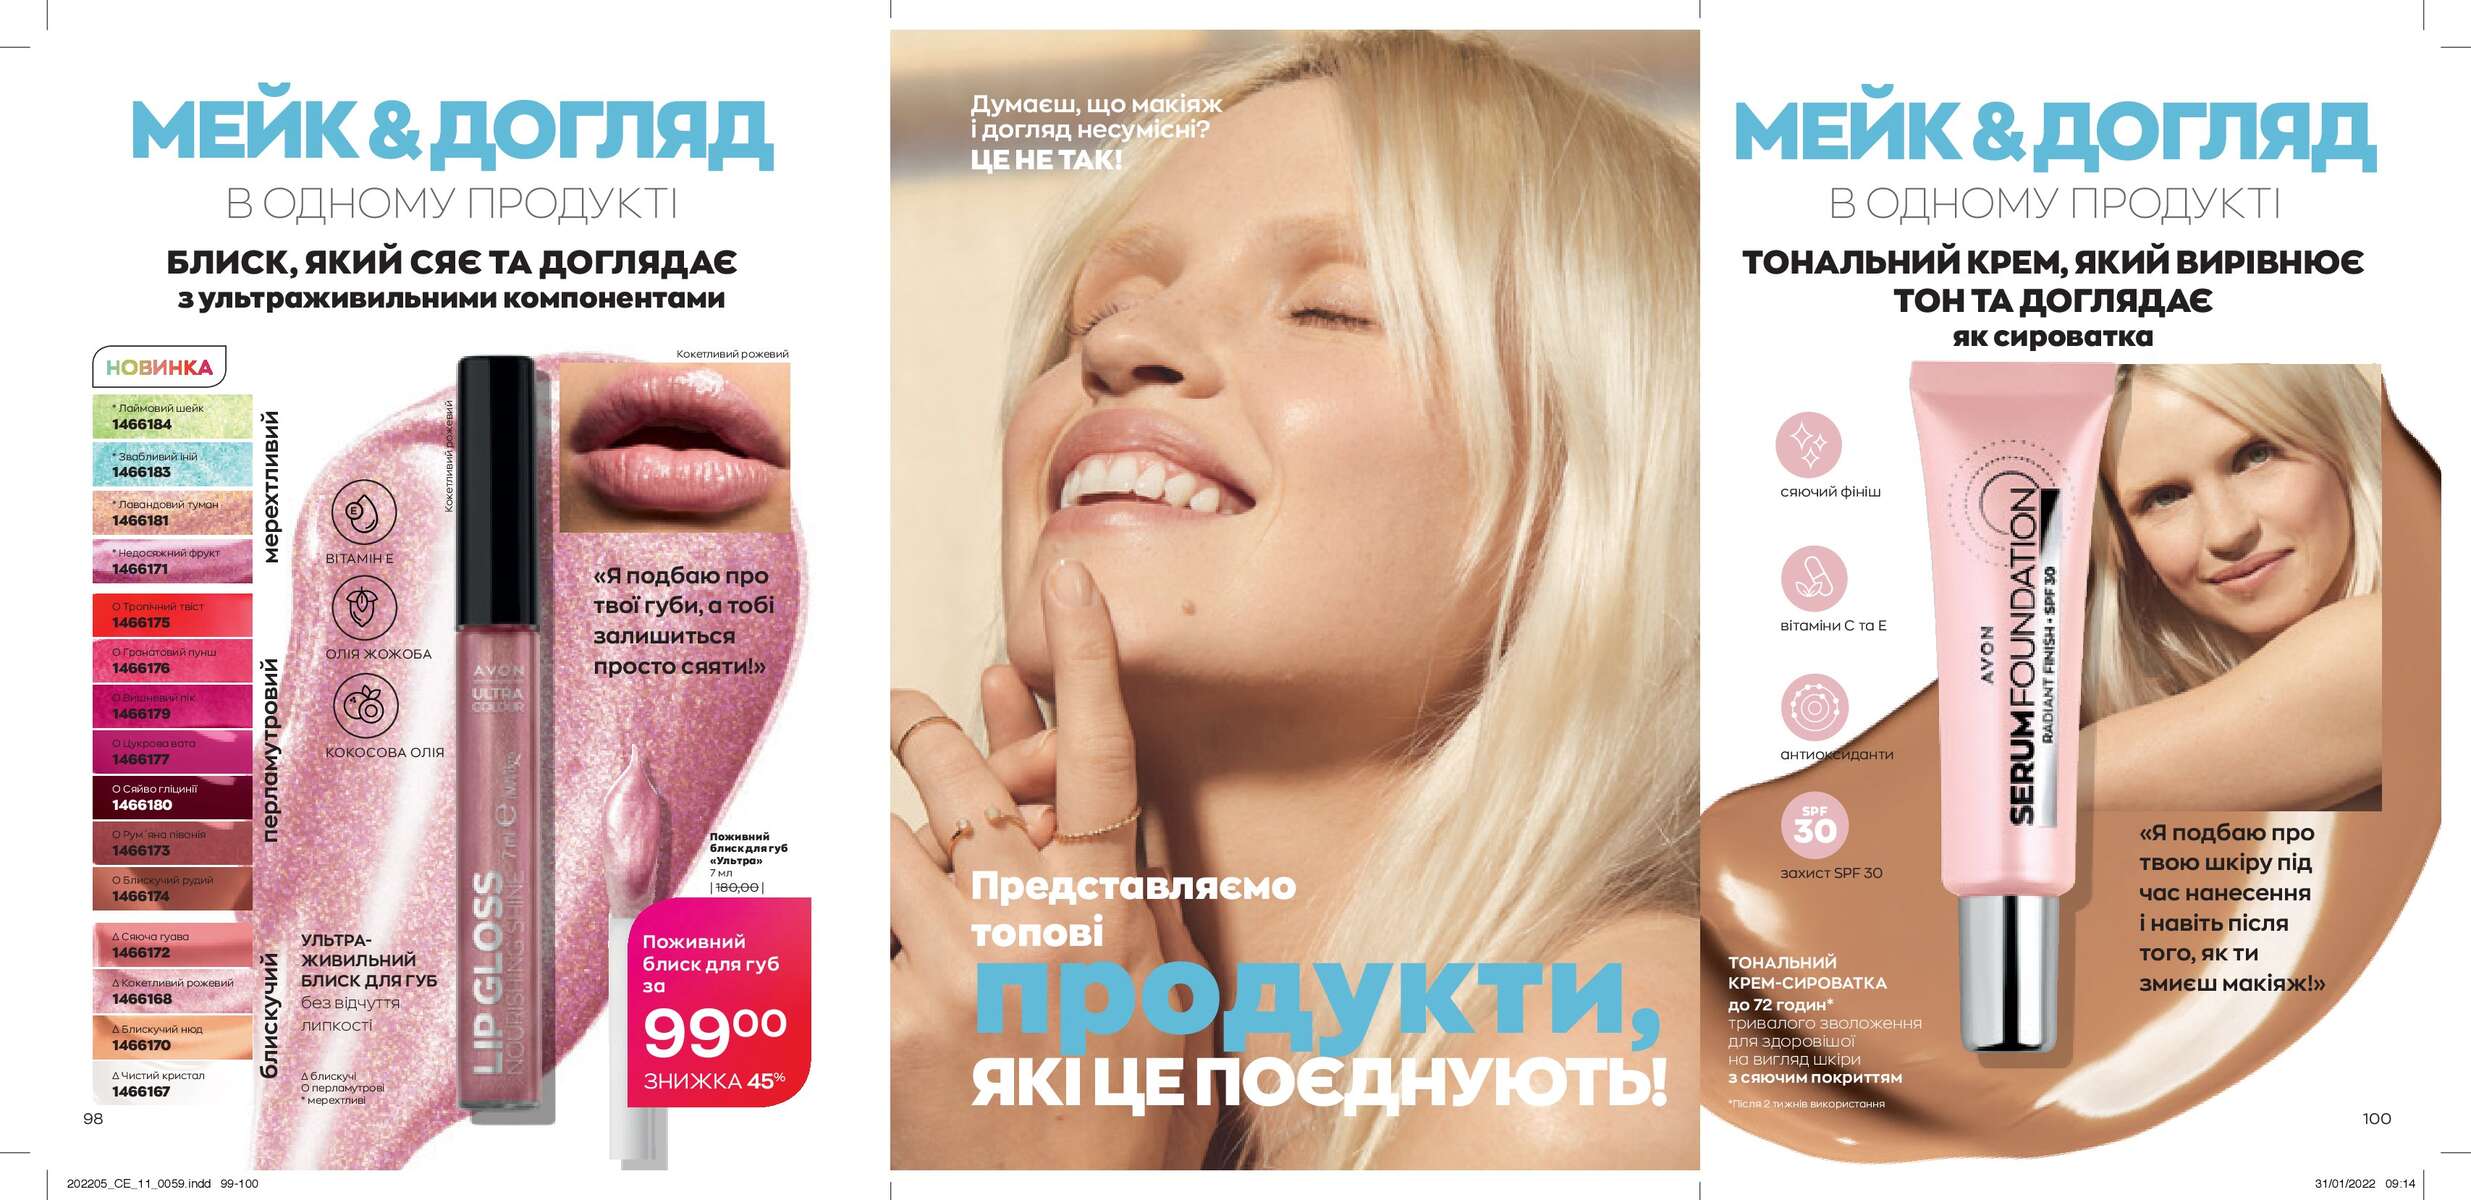 МЕЙК & ДОГЛЯД
В ОДНОМУ ПРОДУКТІ
БЛИСК, ЯКИЙ СЯЄ ТА ДОГЛЯДАЄ
з ультраживильними компонентами
НОВИНКА
* Лаймовий шейк
1466184
* Звабливий іній
1466183
* Лавандовий туман
1466181
* Недосяжний фрукт
1466171
мерехтливий
О Тропічний твіст
1466175
О Гранатовий пунш
1466176
О Вишневий пік
1466179
О Цукрова вата
1466177
О Сяйво гліцинії
1466180
О Рум´яна півонія
1466173
О Блискучий рудий
1466174
перламутровий
Δ Сяюча гуава
1466172
Δ Кокетливий рожевий
1466168
Δ Блискучий нюд
1466170
Δ Чистий кристал
1466167
блискучий
ВІТАМІН Е
ОЛІЯ ЖОЖОБА
КОКОСОВА ОЛІЯ
УЛЬТРА-
ЖИВИЛЬНИЙ
БЛИСК ДЛЯ ГУБ
без відчуття
липкості
Δ блискучі
О перламутрові
* мерехтливі
Кокетливий рожевий
AVON
ULTRA
COLOUR
LIP GLOSS
NOURISHING SHINE 7ml e
Кокетливий рожевий
«Я подбаю про
твої губи, а тобі
залишиться
просто сяяти!»
Поживний
блиск для губ
«Ультра»
7 мл
| 180,00 |
Поживний
блиск для губ
за
99 00
ЗНИЖКА 45%
98
Думаєш, що макіяж
і догляд несумісні?
ЦЕ НЕ ТАК!
Представляємо
топові
продукти,
ЯКІ ЦЕ ПОЄДНУЮТЬ!
МЕЙК & ДОГЛЯД
В ОДНОМУ ПРОДУКТІ
ТОНАЛЬНИЙ КРЕМ, ЯКИЙ ВИРІВНЮЄ
ТОН ТА ДОГЛЯДАЄ
як сироватка
сяючий фініш
вітаміни С та Е
антиоксиданти
SPF
30
захист SPF 30
AVON
SERUMFOUNDATION
RADIANT FINISH • SPF 30
«Я подбаю про
твою шкіру під
час нанесення
і навіть після
того, як ти
змиєш макіяж!»
ТОНАЛЬНИЙ
КРЕМ-СИРОВАТКА
до 72 годин*
тривалого зволоження
для здоровішої
на вигляд шкіри
з сяючим покриттям
*Після 2 тижнів використання
100
202205_CE_11_0059.indd 99-100
31/01/2022 09:14